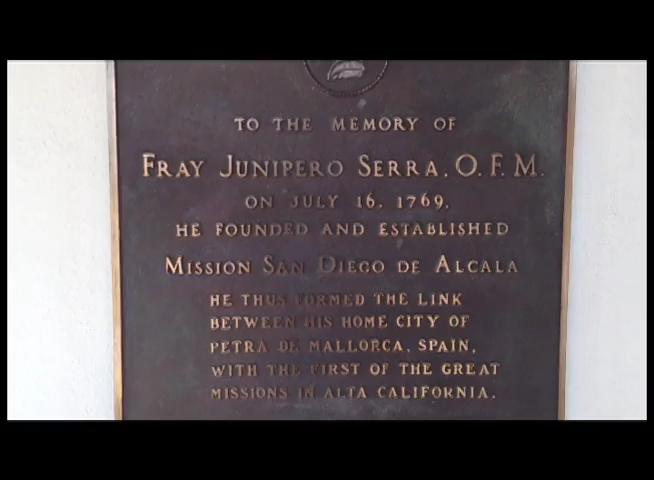 TO THE MEMORY OF
FRAY JUNIPERO SERRA, O.F.M.
ON JULY 16, 1769,
HE FOUNDED AND ESTABLISHED
MISSION SAN DIEGO DE ALCALA
HE THUS FORMED THE LINK
BETWEEN HIS HOME CITY OF
PETRA DE MALLORCA, SPAIN,
WITH THE FIRST OF THE GREAT
MISSIONS IN ALTA CALIFORNIA.